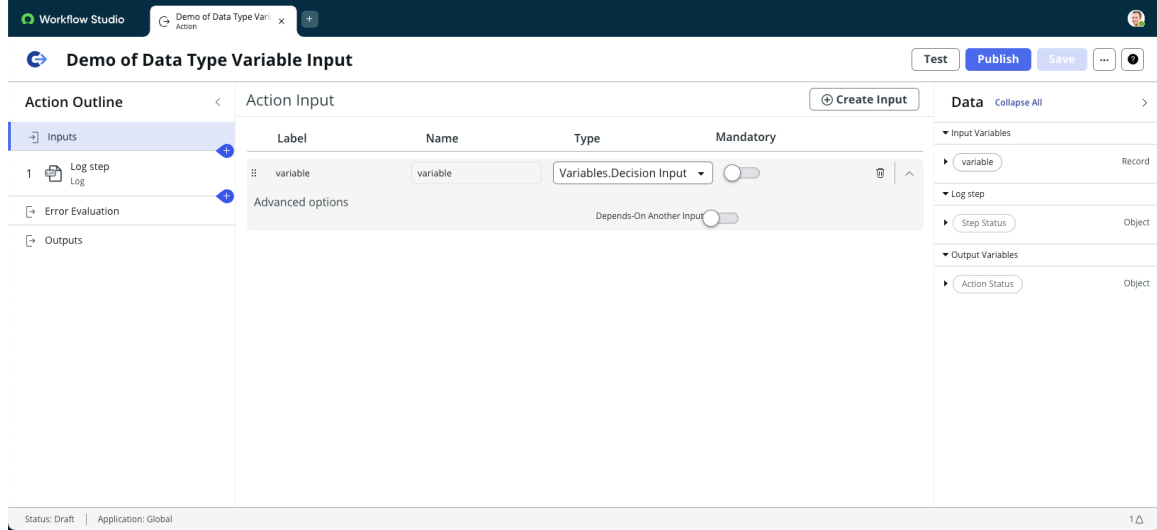 Workflow Studio
Demo of Data Type Vari
Action
Demo of Data Type Variable Input
Test
Publish
Save
Action Outline
Inputs
1
Log step
Log
Error Evaluation
Outputs
Action Input
Create Input
Label Name Type Mandatory
variable variable Variables.Decision Input
Advanced options
Depends-On Another Input
Data Collapse All
Input Variables
variable Record
Log step
Step Status Object
Output Variables
Action Status Object
Status: Draft Application: Global
1